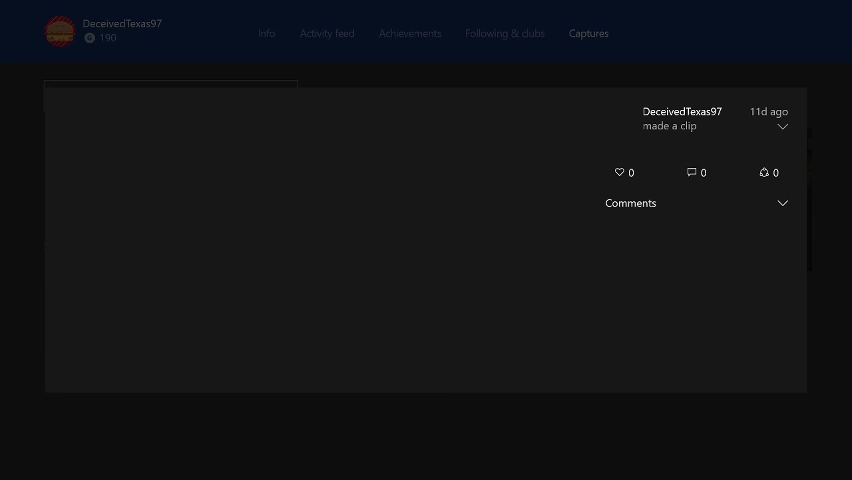 DeceivedTexas97
G 190
Info Activity feed Achievements Following & clubs Captures
DeceivedTexas97 11d ago
made a clip
0 0 0
Comments